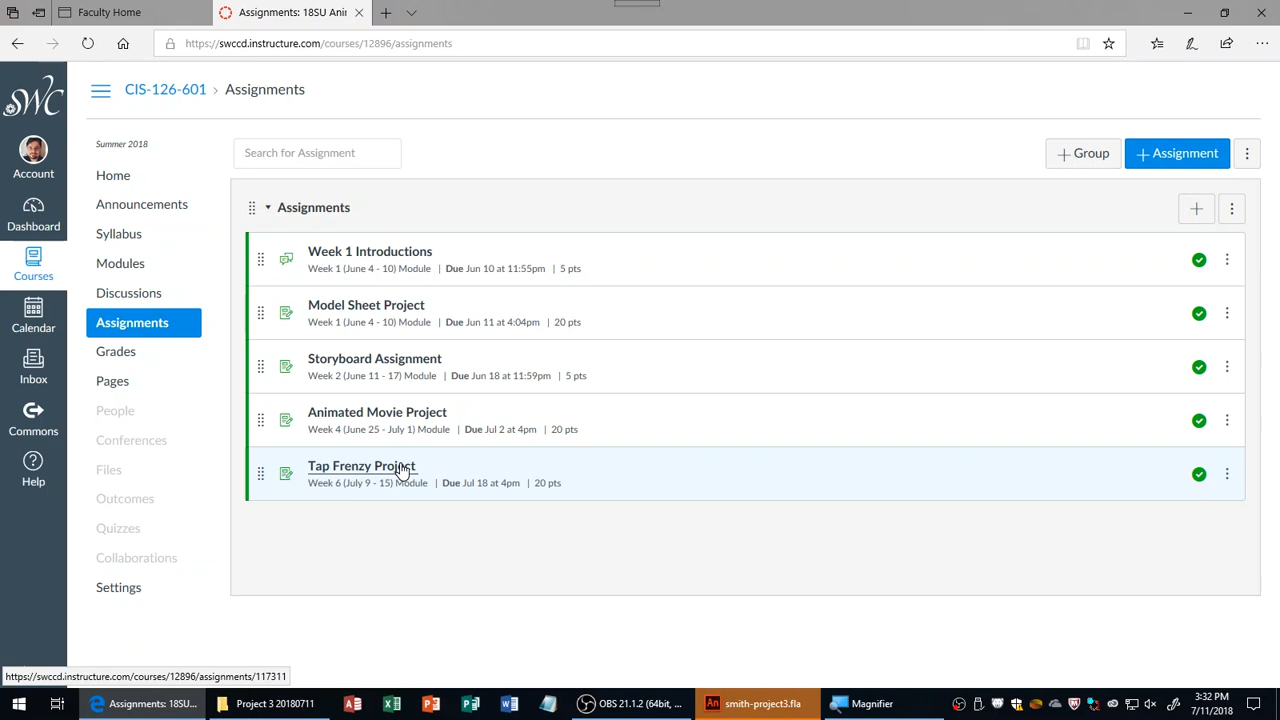 Faculty Home
Assignments: 18SU Ani
https://swccd.instructure.com/courses/12896/assignments
SWC
CIS-126-601 › Assignments
Summer 2018
Search for Assignment
+ Group
+ Assignment
Account
Dashboard
Courses
Calendar
Inbox
Commons
Help
Home
Announcements
Syllabus
Modules
Discussions
Assignments
Grades
Pages
People
Conferences
Files
Outcomes
Quizzes
Collaborations
Settings
Assignments
Week 1 Introductions
Week 1 (June 4 - 10) Module | Due Jun 10 at 11:55pm | 5 pts
Model Sheet Project
Week 1 (June 4 - 10) Module | Due Jun 11 at 4:04pm | 20 pts
Storyboard Assignment
Week 2 (June 11 - 17) Module | Due Jun 18 at 11:59pm | 5 pts
Animated Movie Project
Week 4 (June 25 - July 1) Module | Due Jul 2 at 4pm | 20 pts
Tap Frenzy Project
Week 6 (July 9 - 15) Module | Due Jul 18 at 4pm | 20 pts
https://swccd.instructure.com/courses/12896/assignments/117311
Assignments: 18SU...
Project 3 20180711
OBS 21.1.2 (64bit, ...
An smith-project3.fla
Magnifier
3:32 PM
7/11/2018